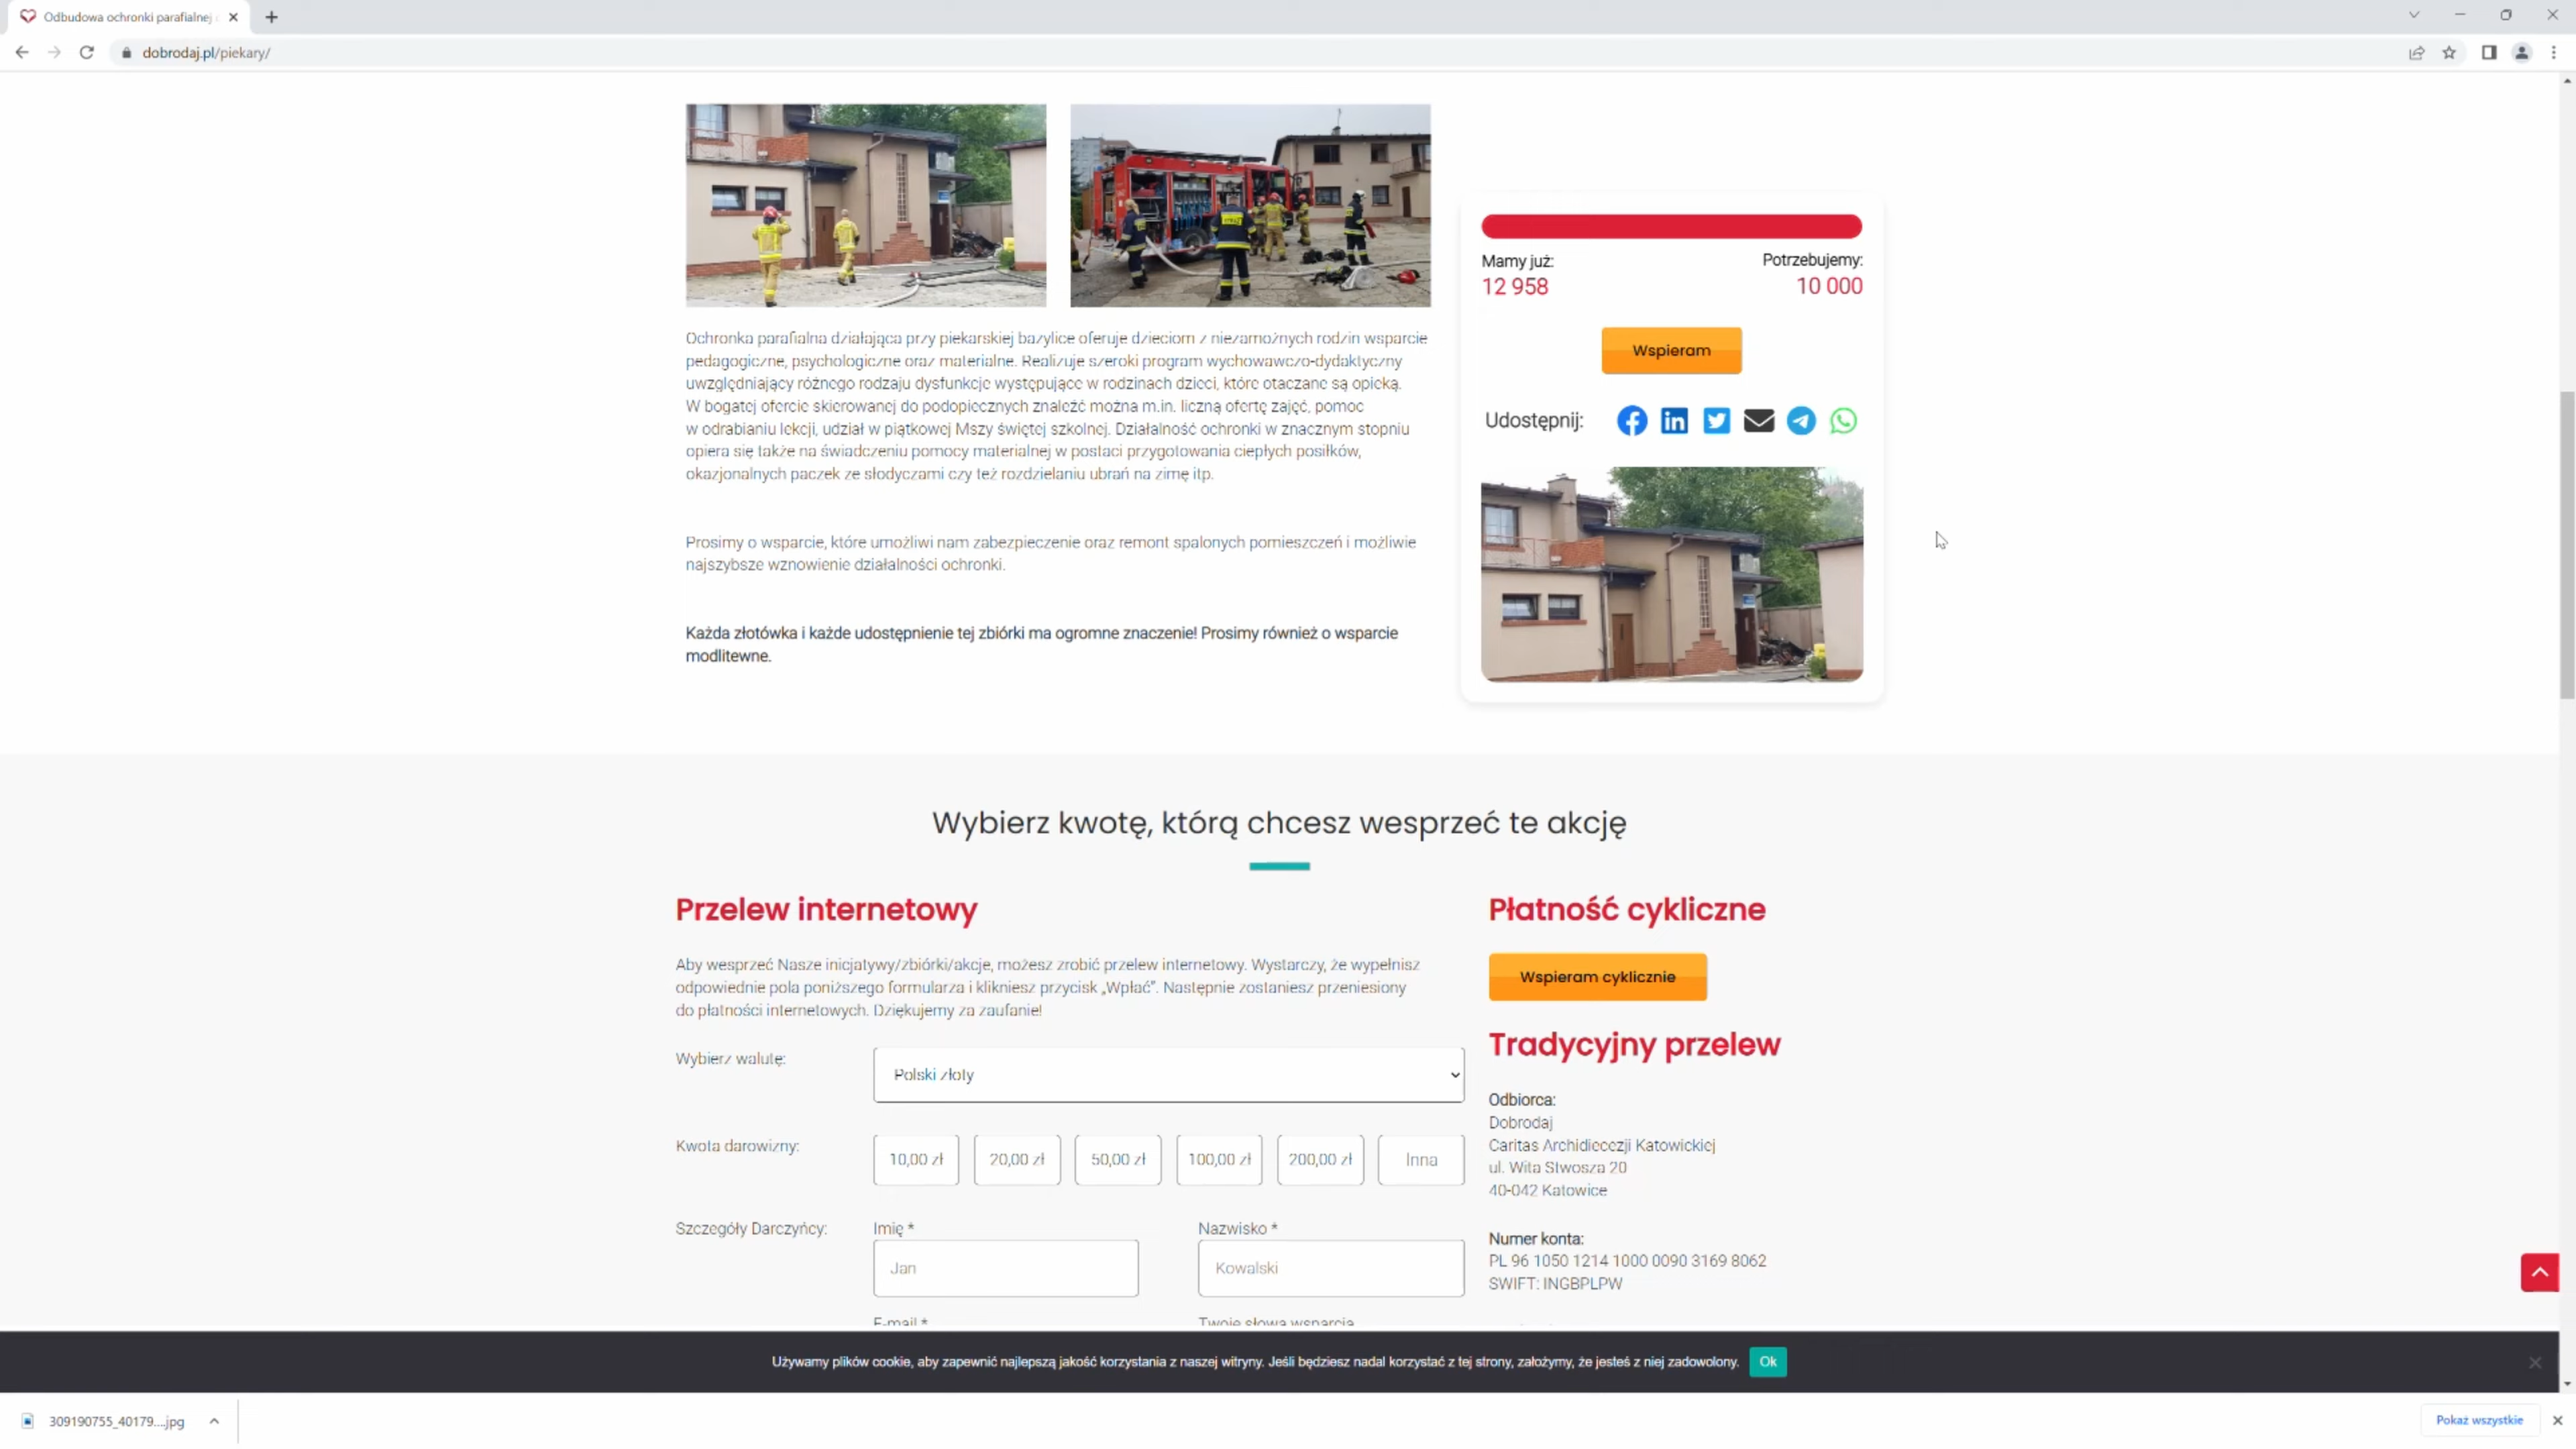 Odbudowa ochronki parafialnej
dobrodaj.pl/piekary/
Mamy już:
Potrzebujemy:
12 958
10 000
Wspieram
Udostępnij:
Ochronka parafialna działająca przy piekarskiej bazylice oferuje dzieciom z niezamożnych rodzin wsparcie
pedagogiczne, psychologiczne oraz materialne. Realizuje szeroki program wychowawczo-dydaktyczny
uwzględniający różnego rodzaju dysfunkcje występujące w rodzinach dzieci, które otaczane są opieką.
W bogatej ofercie skierowanej do podopiecznych znaleźć można m.in. liczną ofertę zajęć, pomoc
w odrabianiu lekcji, udział w piątkowej Mszy świętej szkolnej. Działalność ochronki w znacznym stopniu
opiera się także na świadczeniu pomocy materialnej w postaci przygotowania ciepłych posiłków,
okazjonalnych paczek ze słodyczami czy też rozdzielaniu ubrań na zimę itp.
Prosimy o wsparcie, które umożliwi nam zabezpieczenie oraz remont spalonych pomieszczeń i możliwie
najszybsze wznowienie działalności ochronki.
Każda złotówka i każde udostępnienie tej zbiórki ma ogromne znaczenie! Prosimy również o wsparcie
modlitewne.
Wybierz kwotę, którą chcesz wesprzeć te akcję
Przelew internetowy
Aby wesprzeć Nasze inicjatywy/zbiórki/akcje, możesz zrobić przelew internetowy. Wystarczy, że wypełnisz
odpowiednie pola poniższego formularza i klikniesz przycisk „Wpłać”. Następnie zostaniesz przeniesiony
do płatności internetowych. Dziękujemy za zaufanie!
Wybierz walutę:
Polski złoty
Kwota darowizny:
10,00 zł
20,00 zł
50,00 zł
100,00 zł
200,00 zł
Inna
Szczegóły Darczyńcy:
Imię *
Nazwisko *
Jan
Kowalski
E-mail *
Twoje słowa wsparcia
Płatność cykliczne
Wspieram cyklicznie
Tradycyjny przelew
Odbiorca:
Dobrodaj
Caritas Archidiecezji Katowickiej
ul. Wita Stwosza 20
40-042 Katowice
Numer konta:
PL 96 1050 1214 1000 0090 3169 8062
SWIFT: INGBPLPW
Używamy plików cookie, aby zapewnić najlepszą jakość korzystania z naszej witryny. Jeśli będziesz nadal korzystać z tej strony, założymy, że jesteś z niej zadowolony.
Ok
309190755_40179....jpg
Pokaż wszystkie